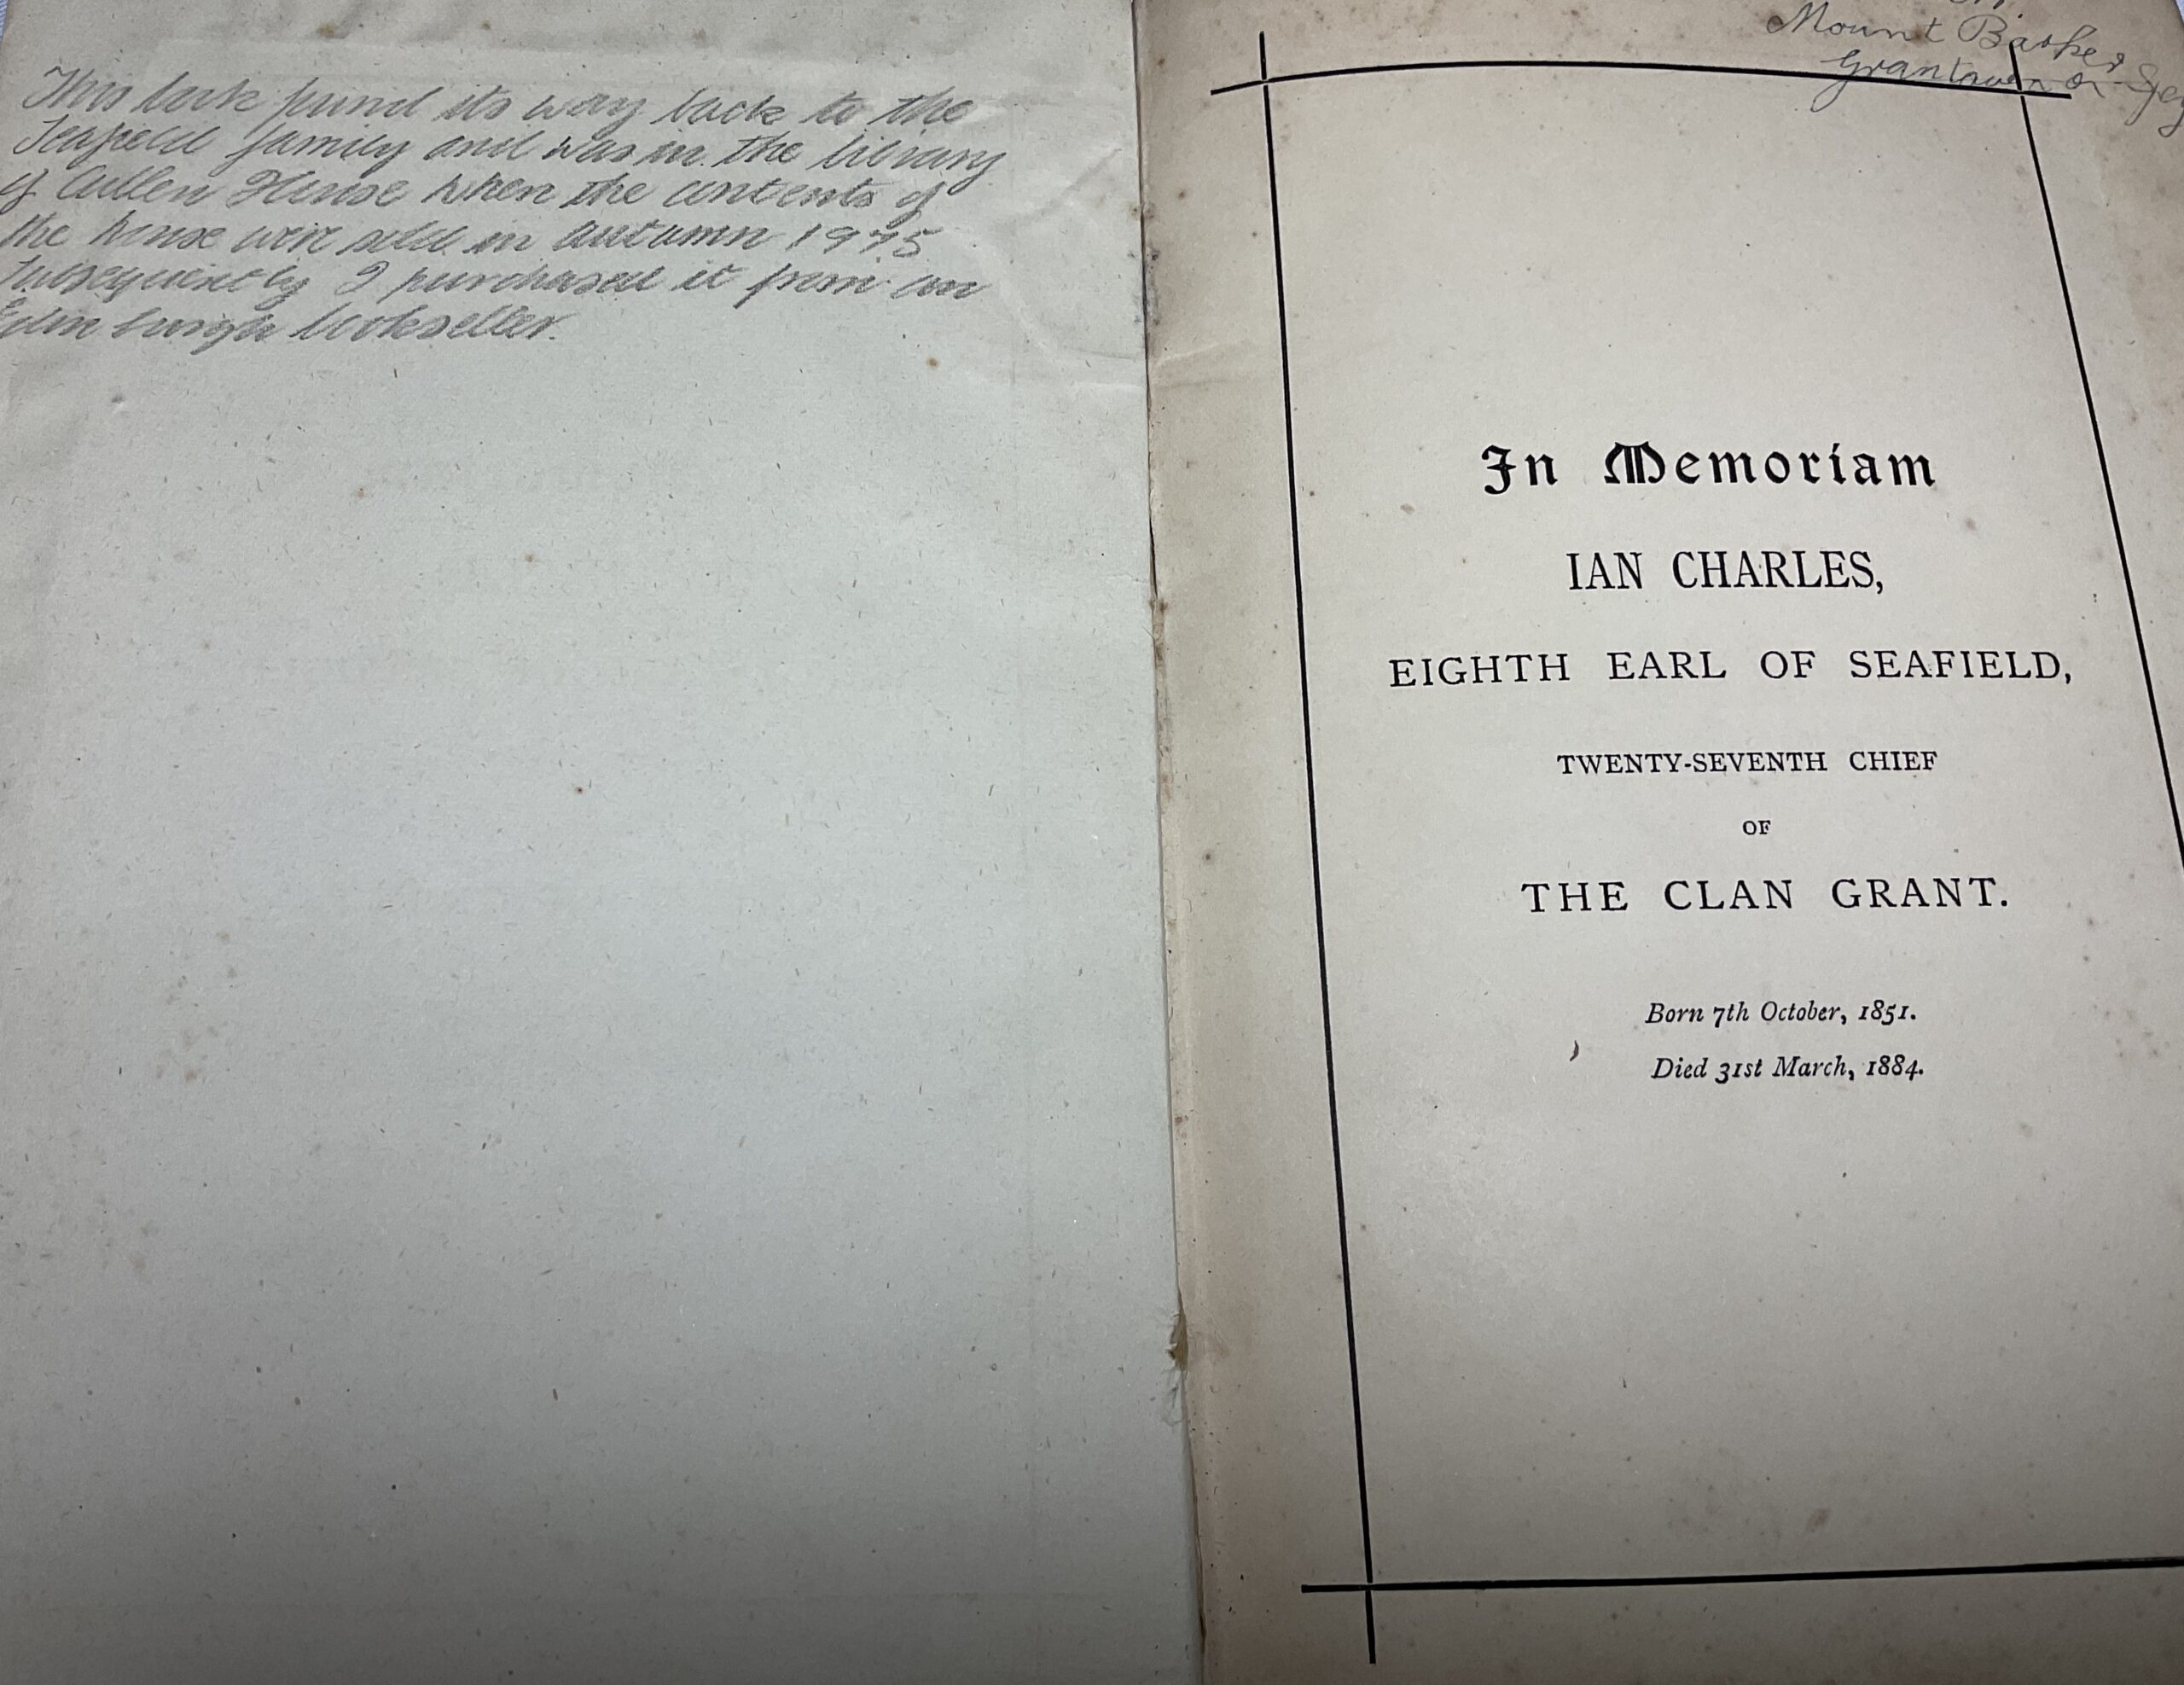 This book found its way back to the
Seafield family and was in the library
of Cullen House when the contents of
the house were sold in Autumn 1975
Subsequently I purchased it from an
Edinburgh bookseller.
Mount Barker
Grantown on Spey
In Memoriam
IAN CHARLES,
EIGHTH EARL OF SEAFIELD,
TWENTY-SEVENTH CHIEF
OF
THE CLAN GRANT.
Born 7th October, 1851.
Died 31st March, 1884.